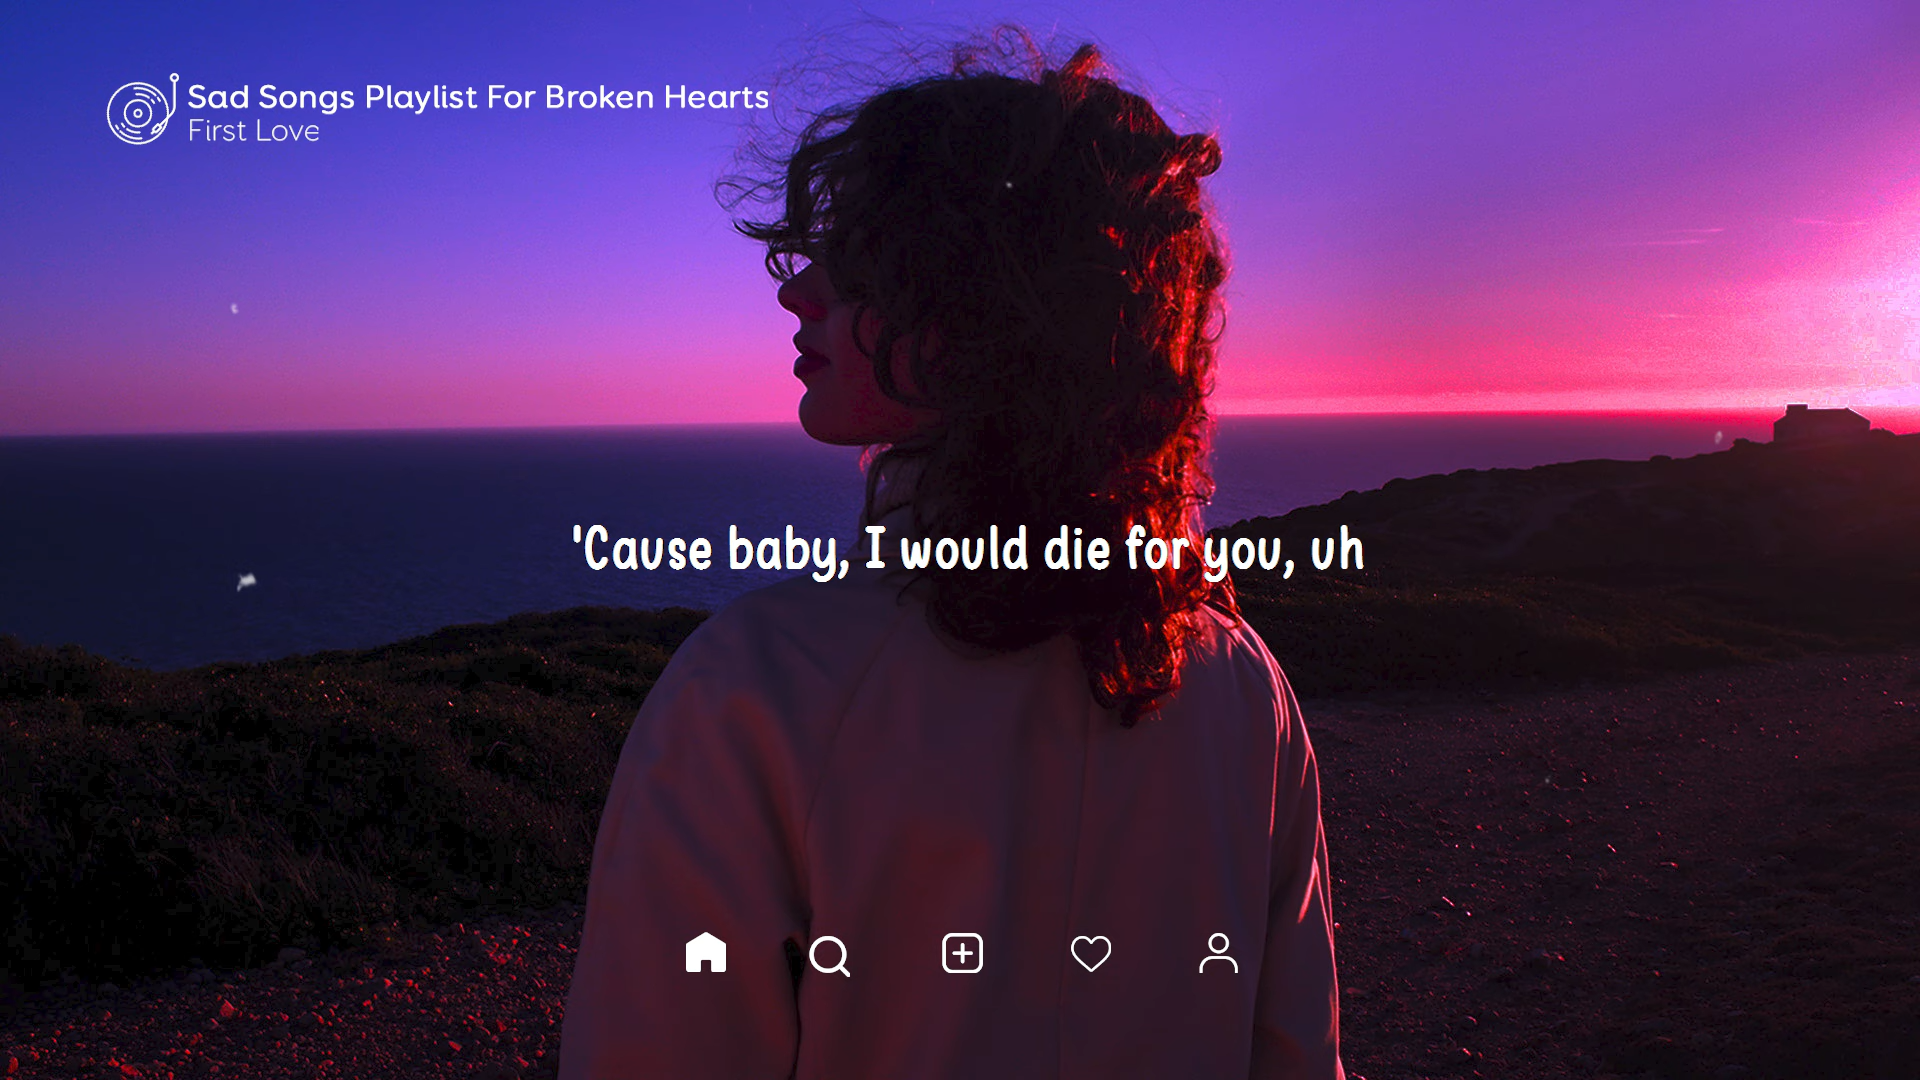 Sad Songs Playlist For Broken Hearts
First Love
'Cause baby, I would die for you, uh